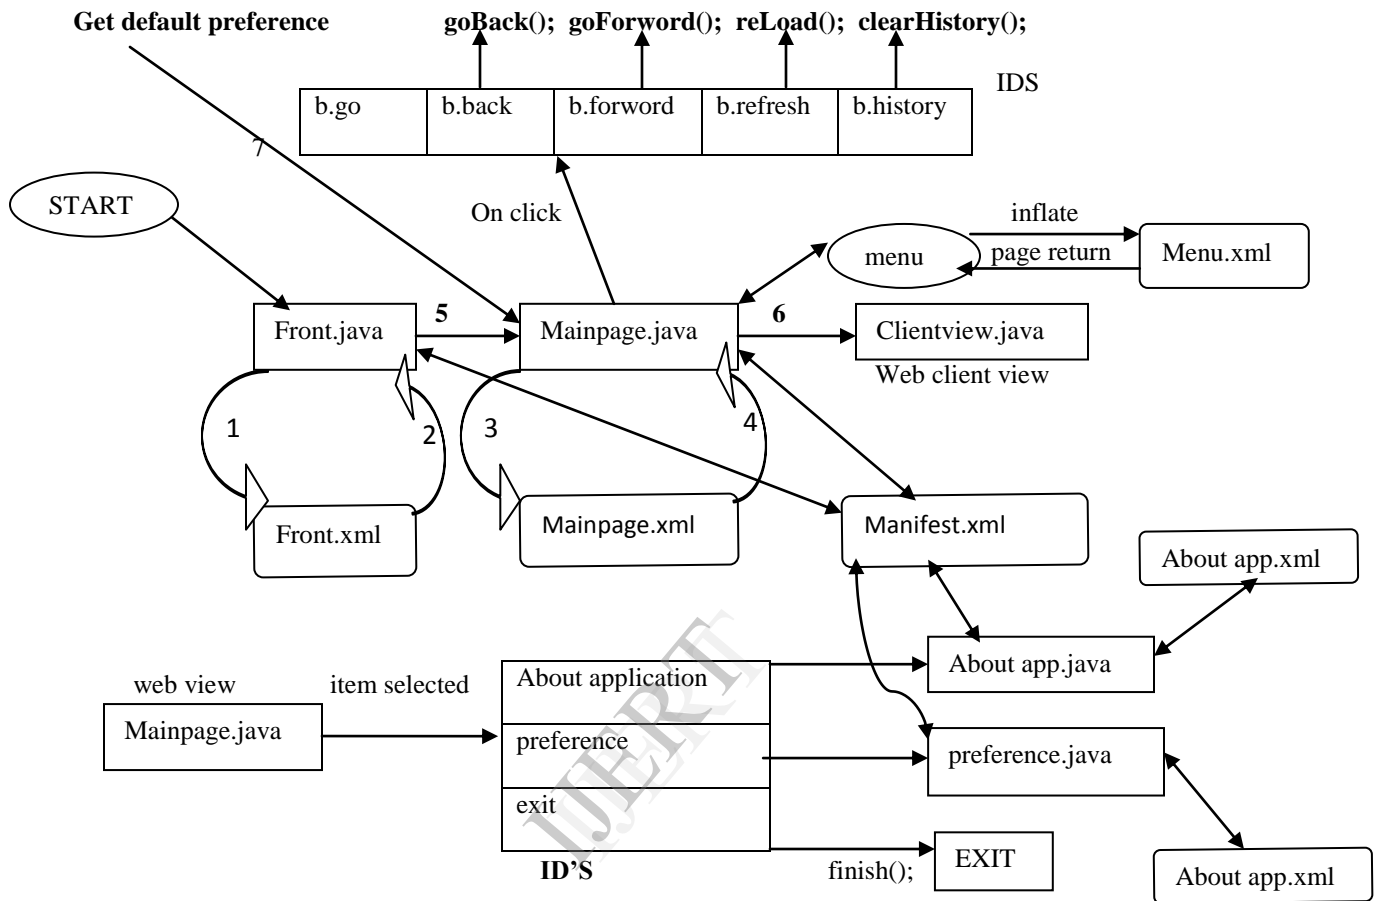 Get default preference
goBack(); goForword(); reLoad(); clearHistory();
IDS
b.go
b.back
b.forword
b.refresh
b.history
7
START
On click
inflate
menu
page return
Menu.xml
Front.java
5
Mainpage.java
6
Clientview.java
Web client view
1
2
3
4
Front.xml
Mainpage.xml
Manifest.xml
About app.xml
web view
item selected
About application
About app.java
Mainpage.java
preference
preference.java
exit
IJERT
ID'S
finish();
EXIT
About app.xml